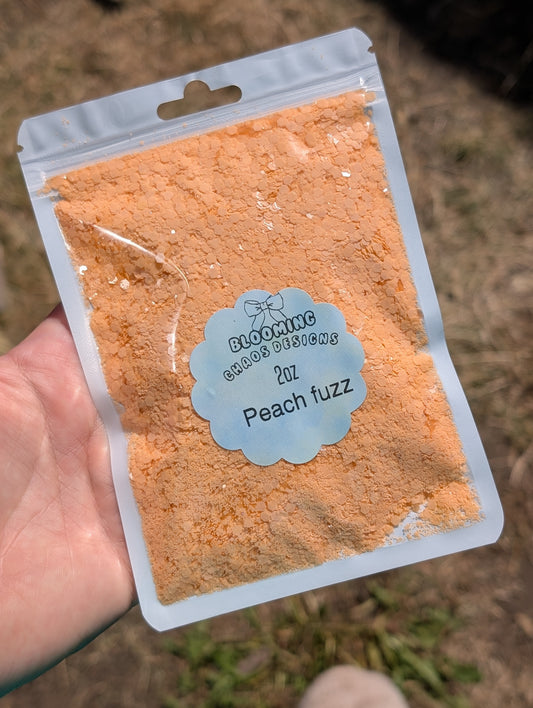 BLOOMING
CHAOS DESIGNS
2oz
Peach fuzz